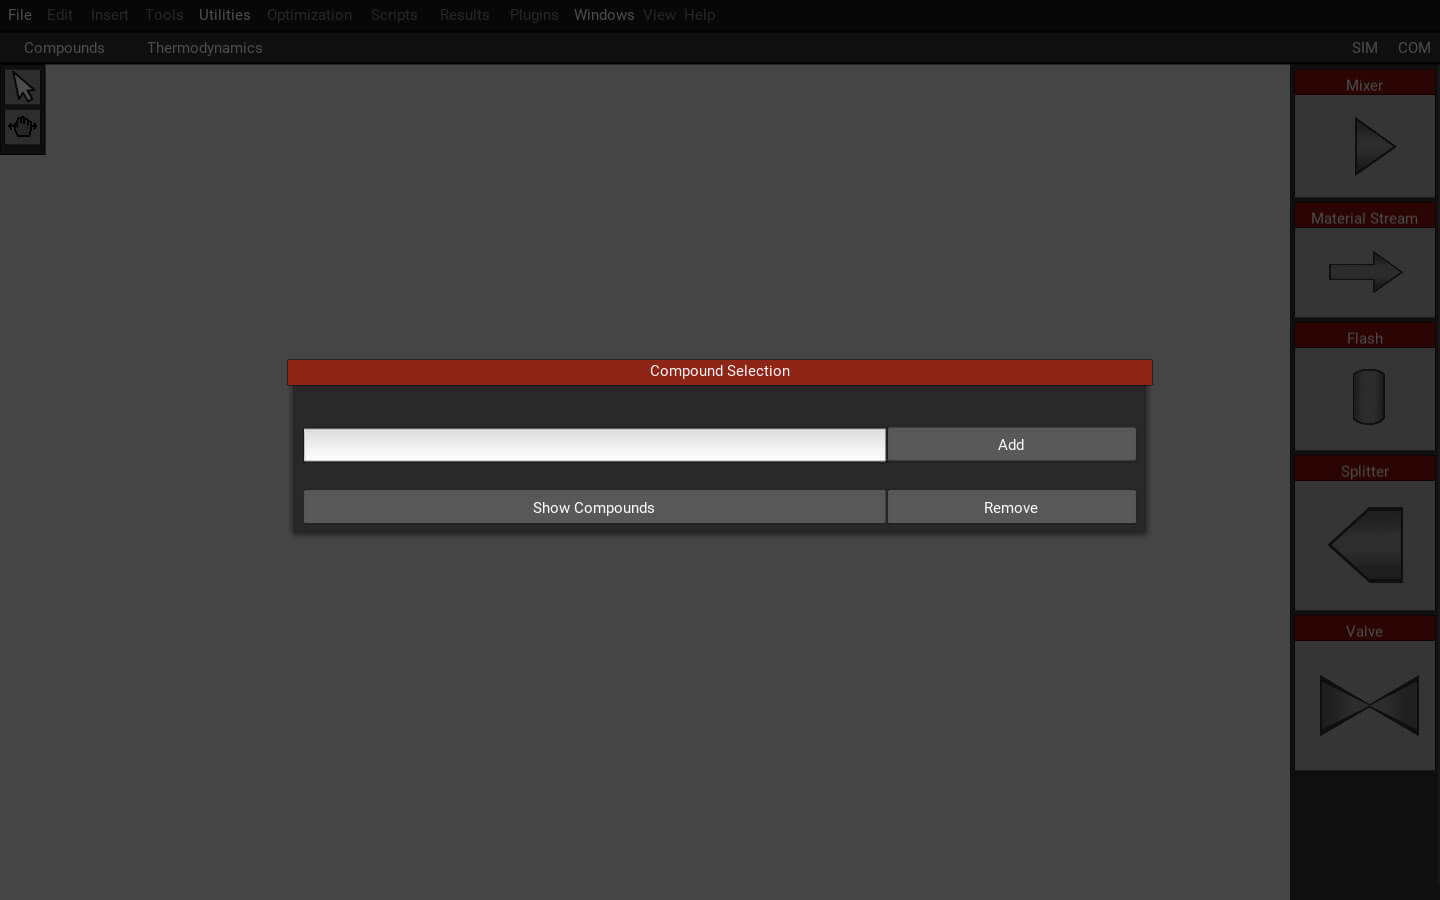 File Edit Insert Tools Utilities Optimization Scripts Results Plugins Windows View Help
Compounds Thermodynamics SIM COM
Mixer
Material Stream
Flash
Compound Selection
Add
Show Compounds Remove
Splitter
Valve